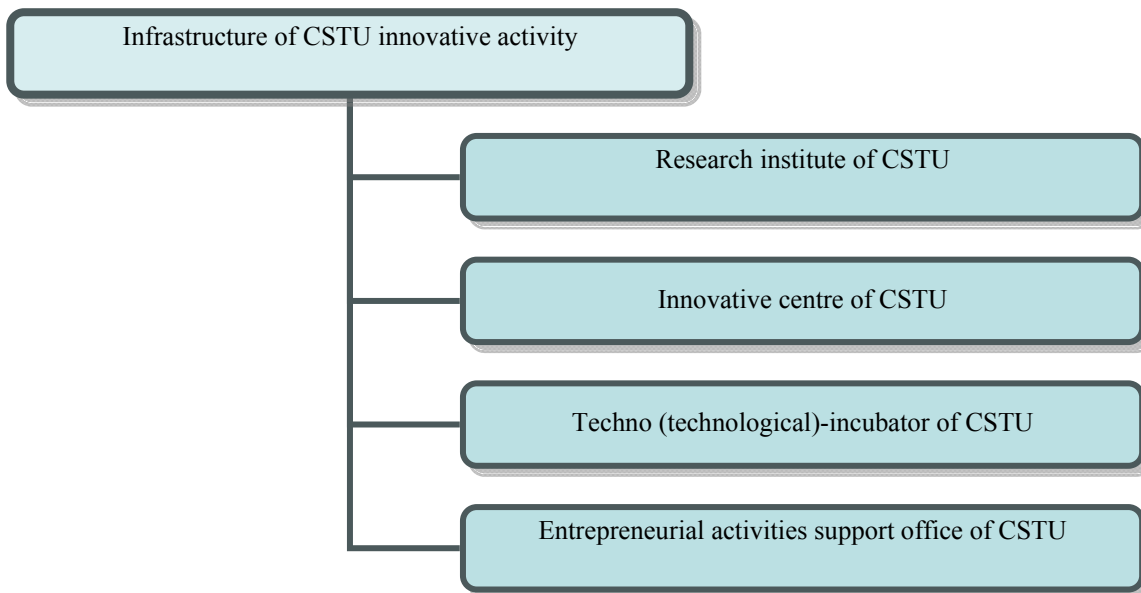 Infrastructure of CSTU innovative activity
Research institute of CSTU
Innovative centre of CSTU
Techno (technological)-incubator of CSTU
Entrepreneurial activities support office of CSTU